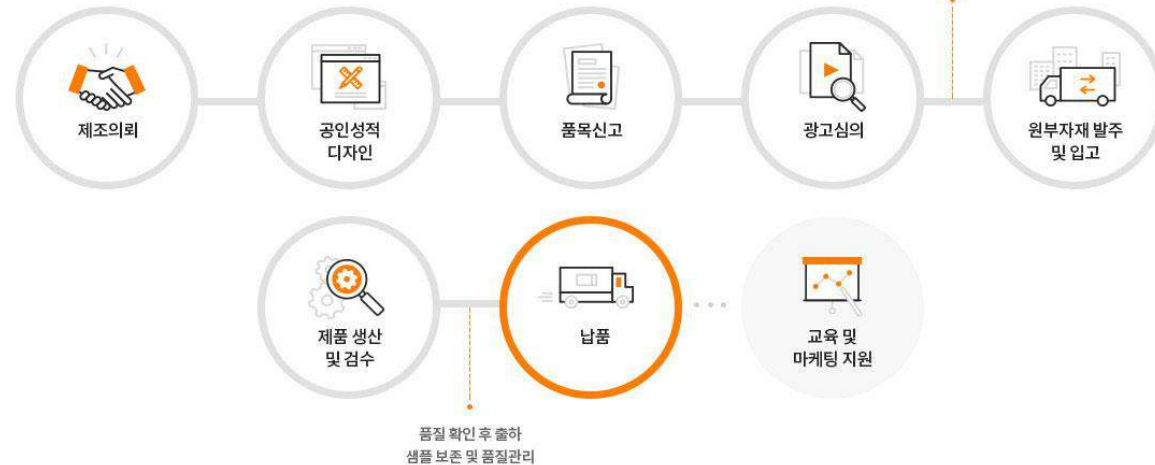 제조의뢰
공인성적
디자인
품목신고
광고심의
원부자재 발주
및 입고
제품 생산
및 검수
납품
교육 및
마케팅 지원
품질 확인 후 출하
샘플 보존 및 품질관리